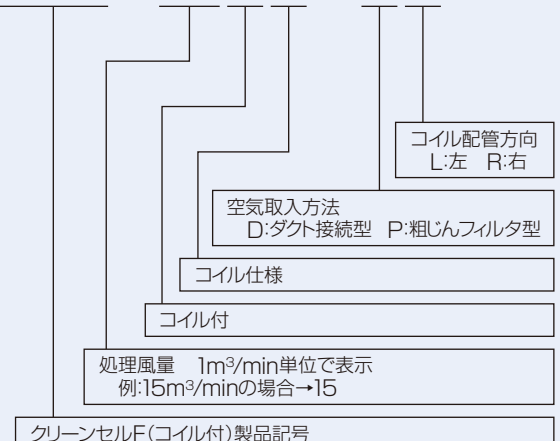 コイル配管方向
L:左 R:右
空気取入方法
D:ダクト接続型 P:粗じんフィルタ型
コイル仕様
コイル付
処理風量 1m³/min単位で表示
例:15m³/minの場合→15
クリーンセルF(コイル付)製品記号